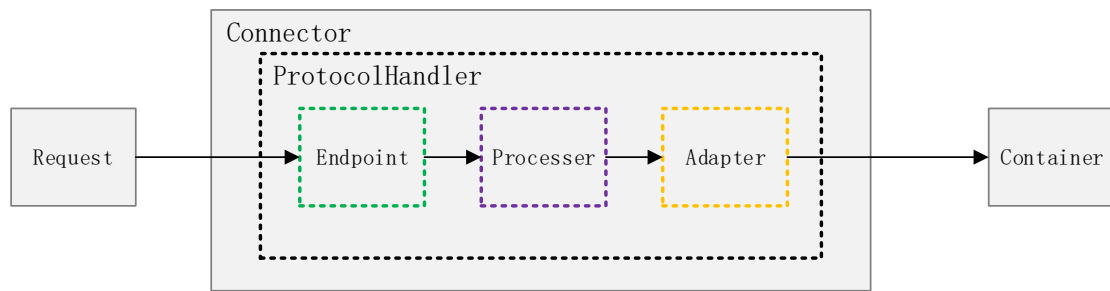 Connector
ProtocolHandler
Request
Endpoint
Processer
Adapter
Container